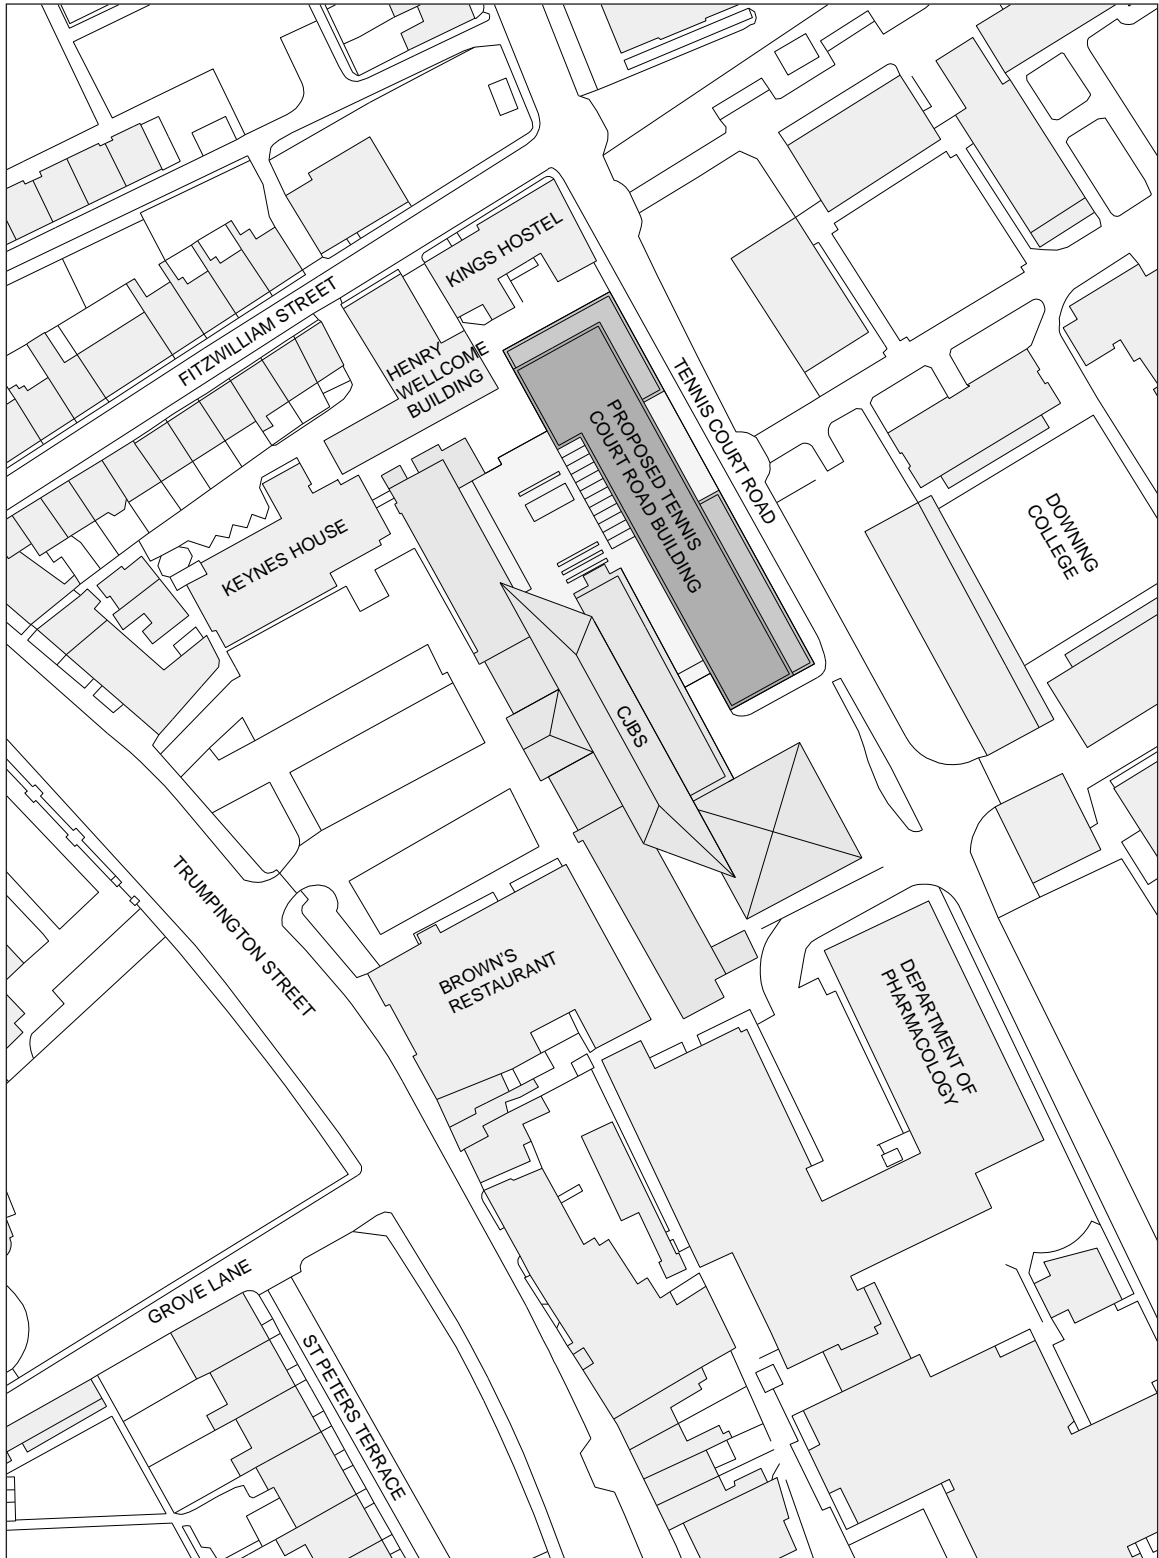 KINGS HOSTEL
FITZWILLIAM STREET
HENRY
WELLCOME
BUILDING
TENNIS COURT ROAD
PROPOSED TENNIS
COURT ROAD BUILDING
KEYNES HOUSE
DOWNING
COLLEGE
CJBS
TRUMPINGTON STREET
BROWN'S
RESTAURANT
DEPARTMENT OF
PHARMACOLOGY
GROVE LANE
ST PETERS TERRACE